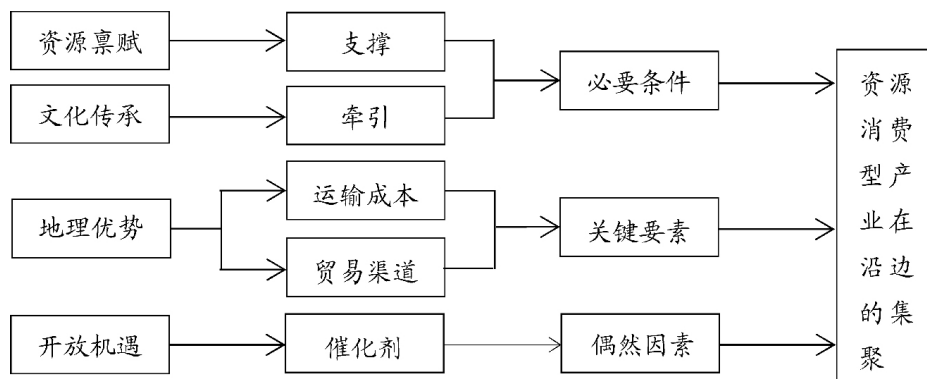 资源禀赋
支撑
文化传承
牵引
必要条件
地理优势
运输成本
贸易渠道
关键要素
开放机遇
催化剂
偶然因素
资源
消费
型产
业在
沿边
的集
聚